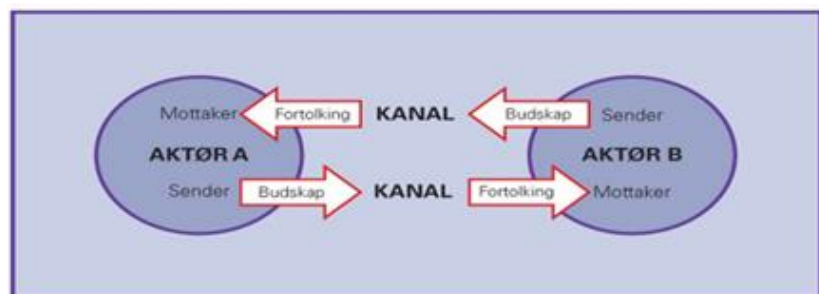 Mottaker Fortolking KANAL Budskap Sender
AKTØR A AKTØR B
Sender Budskap KANAL Fortolking Mottaker